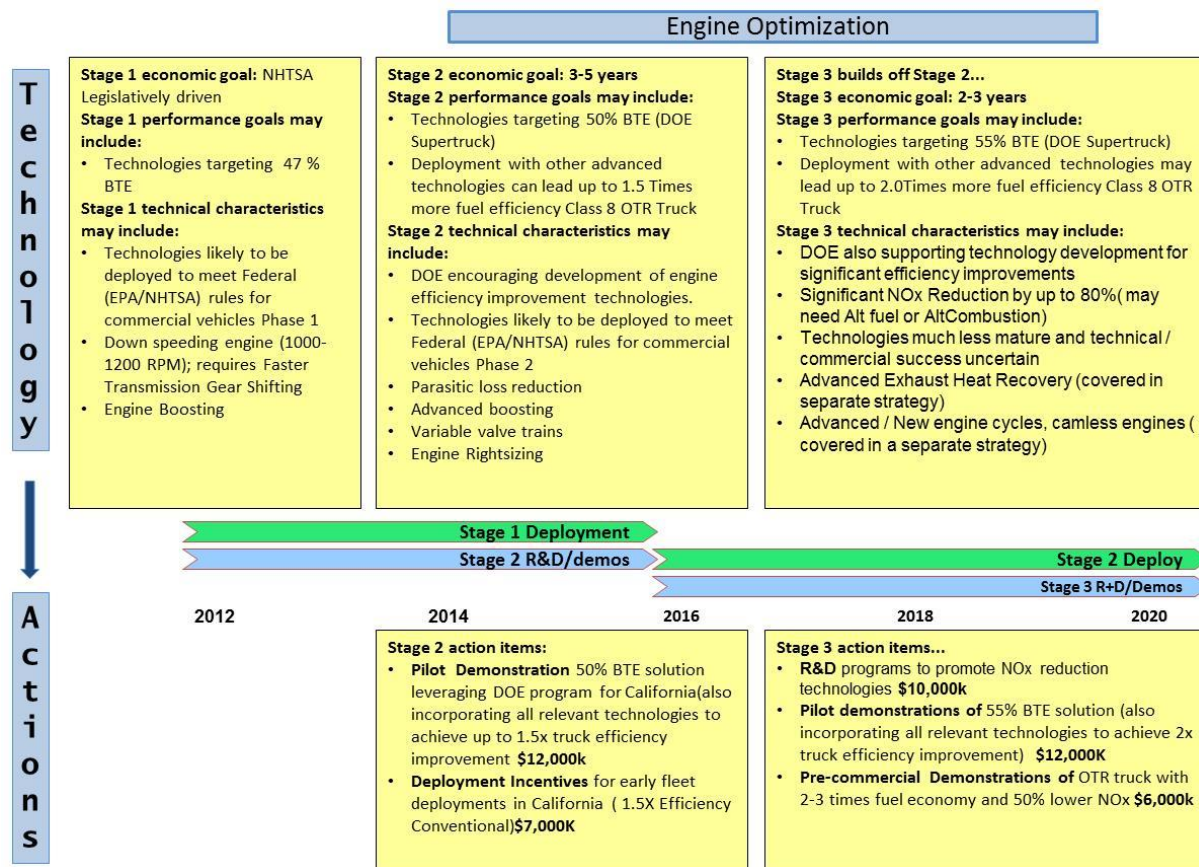 Engine Optimization
Technology
Stage 1 economic goal: NHTSA
Legislatively driven
Stage 1 performance goals may
include:
• Technologies targeting 47 %
BTE
Stage 1 technical characteristics
may include:
• Technologies likely to be
deployed to meet Federal
(EPA/NHTSA) rules for
commercial vehicles Phase 1
• Down speeding engine (1000-
1200 RPM); requires Faster
Transmission Gear Shifting
• Engine Boosting
Stage 2 economic goal: 3-5 years
Stage 2 performance goals may include:
• Technologies targeting 50% BTE (DOE
Supertruck)
• Deployment with other advanced
technologies can lead up to 1.5 Times
more fuel efficiency Class 8 OTR Truck
Stage 2 technical characteristics may
include:
• DOE encouraging development of engine
efficiency improvement technologies.
• Technologies likely to be deployed to meet
Federal (EPA/NHTSA) rules for commercial
vehicles Phase 2
• Parasitic loss reduction
• Advanced boosting
• Variable valve trains
• Engine Rightsizing
Stage 3 builds off Stage 2...
Stage 3 economic goal: 2-3 years
Stage 3 performance goals may include:
• Technologies targeting 55% BTE (DOE Supertruck)
• Deployment with other advanced technologies may
lead up to 2.0Times more fuel efficiency Class 8 OTR
Truck
Stage 3 technical characteristics may include:
• DOE also supporting technology development for
significant efficiency improvements
• Significant NOx Reduction by up to 80%( may
need Alt fuel or AltCombustion)
• Technologies much less mature and technical /
commercial success uncertain
• Advanced Exhaust Heat Recovery (covered in
separate strategy)
• Advanced / New engine cycles, camless engines (
covered in a separate strategy)
Stage 1 Deployment
Stage 2 R&D/demos
Stage 2 Deploy
Stage 3 R+D/Demos
2012 2014 2016 2018 2020
Actions
Stage 2 action items:
• Pilot Demonstration 50% BTE solution
leveraging DOE program for California(also
incorporating all relevant technologies to
achieve up to 1.5x truck efficiency
improvement $12,000k
• Deployment Incentives for early fleet
deployments in California ( 1.5X Efficiency
Conventional)$7,000K
Stage 3 action items...
• R&D programs to promote NOx reduction
technologies $10,000k
• Pilot demonstrations of 55% BTE solution (also
incorporating all relevant technologies to achieve 2x
truck efficiency improvement) $12,000K
• Pre-commercial Demonstrations of OTR truck with
2-3 times fuel economy and 50% lower NOx $6,000k